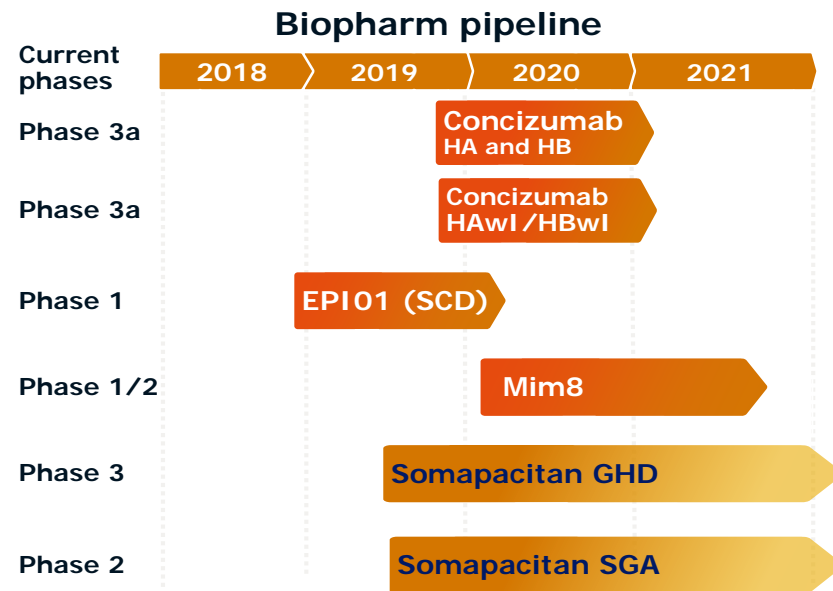 Biopharm pipeline
Current
phases
2018 2019 2020 2021
Phase 3a
Concizumab
HA and HB
Phase 3a
Concizumab
HAwI/HBwI
Phase 1
EPI01 (SCD)
Phase 1/2
Mim8
Phase 3
Somapacitan GHD
Phase 2
Somapacitan SGA